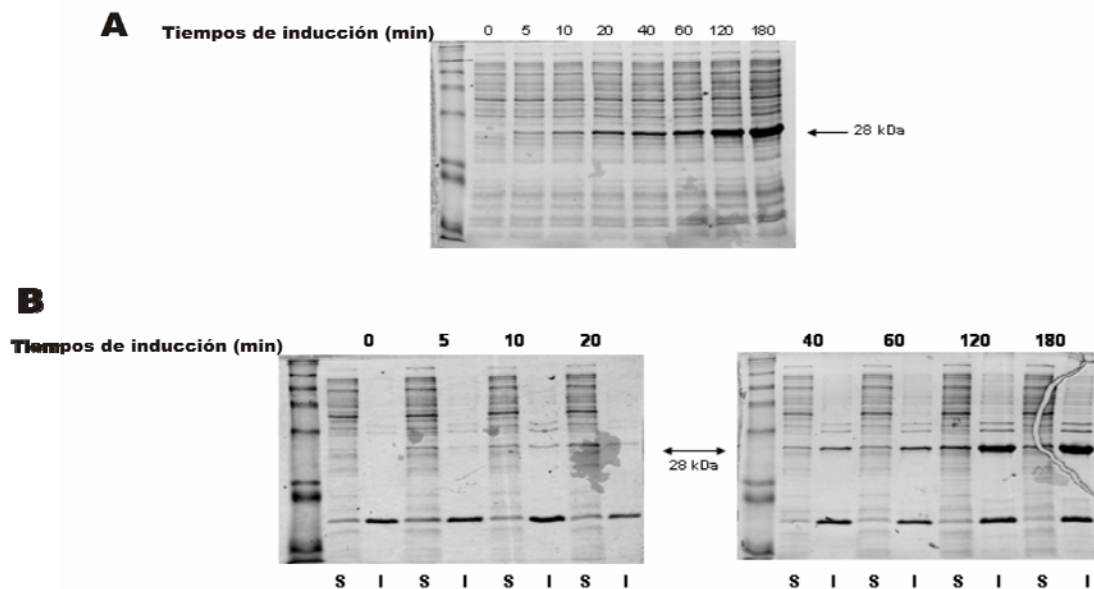 A
Tiempos de inducción (min) 0 5 10 20 40 60 120 180
28 kDa
B
Tiempos de inducción (min) 0 5 10 20 40 60 120 180
28 kDa
S I S I S I S I S I S I S I S I